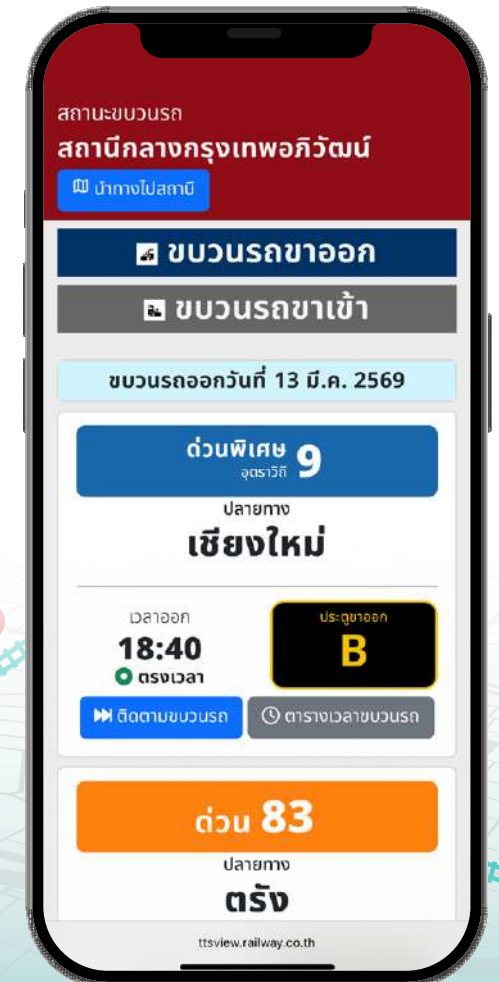 สถานะขบวนรถ
สถานีกลางกรุงเทพอภิวัฒน์
นำทางไปสถานี
ขบวนรถขาออก
ขบวนรถขาเข้า
ขบวนรถออกวันที่ 13 มี.ค. 2569
ด่วนพิเศษ 9
อุตราวิถี
ปลายทาง
เชียงใหม่
เวลาออก
18:40
ตรงเวลา
ประตูขาออก
B
ติดตามขบวนรถ
ตารางเวลาขบวนรถ
ด่วน 83
ปลายทาง
ตรัง
ttsview.railway.co.th